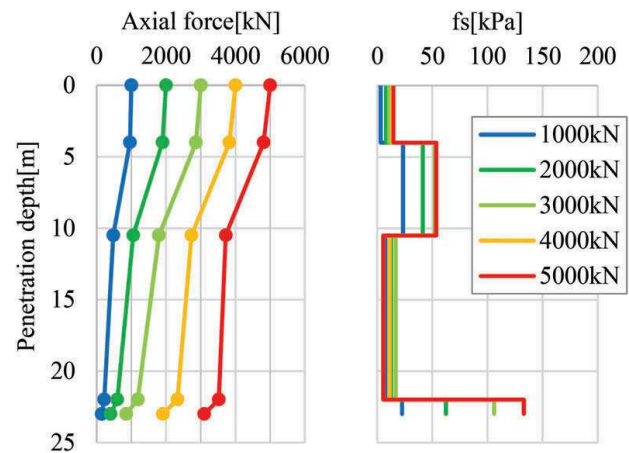 Axial force[kN]
0 2000 4000 6000
0
5
10
15
20
25
Penetration depth[m]
fs[kPa]
0 50 100 150 200
1000kN
2000kN
3000kN
4000kN
5000kN